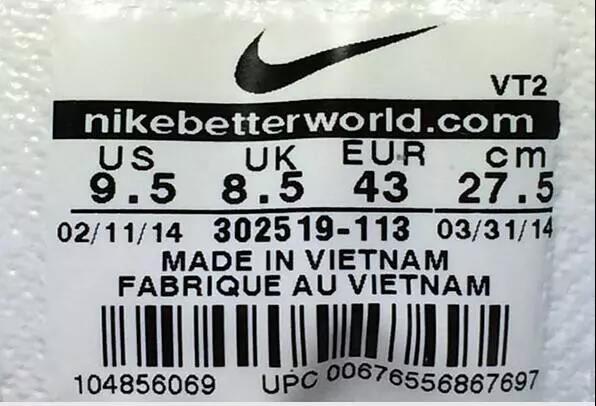 VT2
nikebetterworld.com
US UK EUR cm
9.5 8.5 43 27.5
02/11/14 302519-113 03/31/14
MADE IN VIETNAM
FABRIQUE AU VIETNAM
104856069 UPC 00676556867697